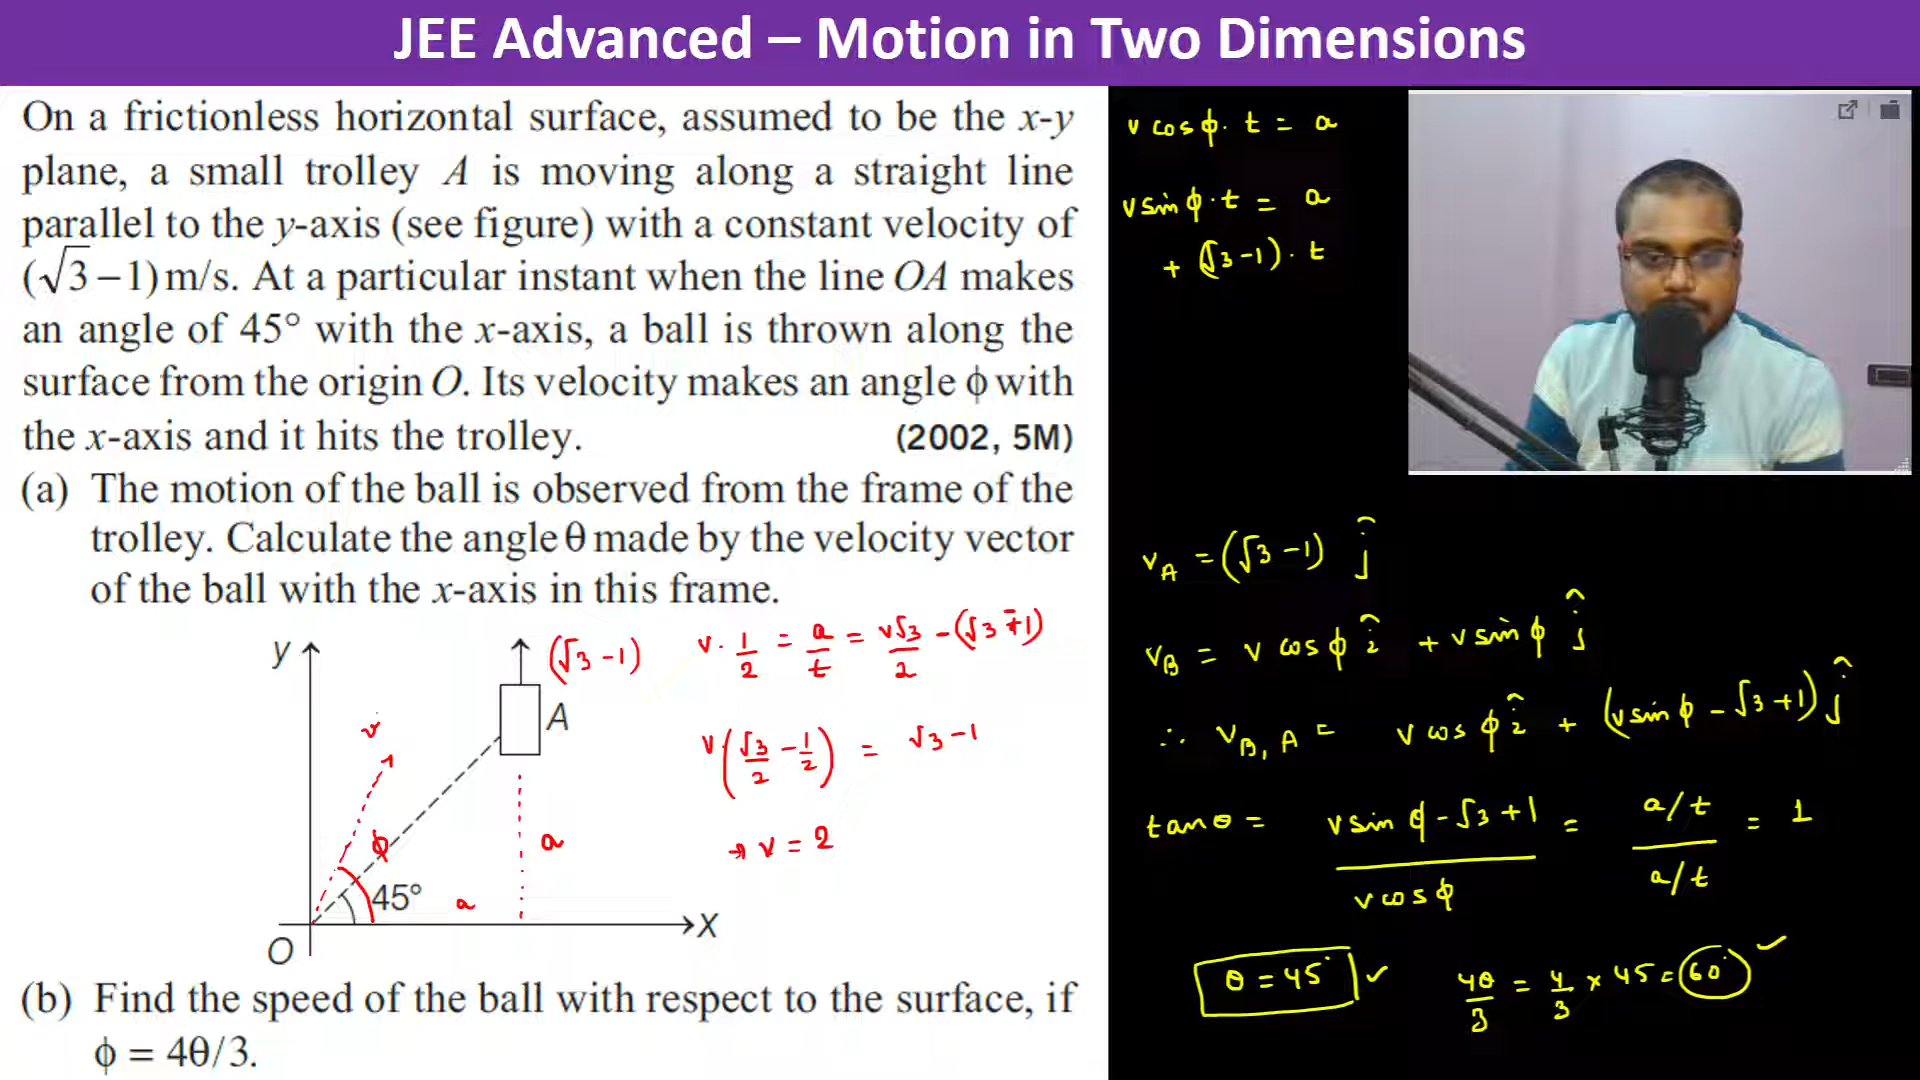 JEE Advanced – Motion in Two Dimensions
On a frictionless horizontal surface, assumed to be the x-y
plane, a small trolley A is moving along a straight line
parallel to the y-axis (see figure) with a constant velocity of
(√3 – 1) m/s. At a particular instant when the line OA makes
an angle of 45° with the x-axis, a ball is thrown along the
surface from the origin O. Its velocity makes an angle ϕ with
the x-axis and it hits the trolley. (2002, 5M)
(a) The motion of the ball is observed from the frame of the
trolley. Calculate the angle θ made by the velocity vector
of the ball with the x-axis in this frame.
y
(√3 -1)
A
v
ϕ
45°
a
a
O
X
v · 1/2 = a/t = v√3/2 - (√3 +1)
v (√3/2 - 1/2) = √3 - 1
→ v = 2
(b) Find the speed of the ball with respect to the surface, if
ϕ = 4θ/3.
v cos ϕ · t = a
v sin ϕ · t = a
+ (√3 -1) · t
v_A = (√3 -1) ĵ
v_B = v cos ϕ î + v sin ϕ ĵ
∴ v_B, A = v cos ϕ î + (v sin ϕ - √3 +1) ĵ
tan θ = (v sin ϕ - √3 +1)/(v cos ϕ) = (a/t)/(a/t) = 1
θ = 45° ✓
4θ/3 = 4/3 × 45 = 60° ✓